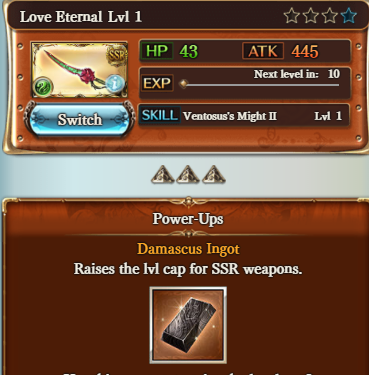 Love Eternal Lvl 1
HP 43 ATK 445
SSR
EXP Next level in: 10
Switch
SKILL Ventosus's Might II Lvl 1
Power-Ups
Damascus Ingot
Raises the lvl cap for SSR weapons.